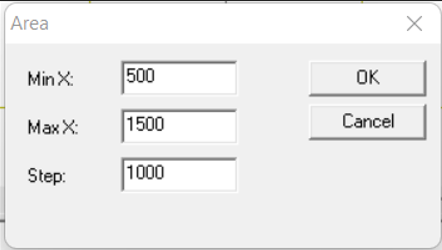 Area
Min X: 500 OK
Max X: 1500 Cancel
Step: 1000